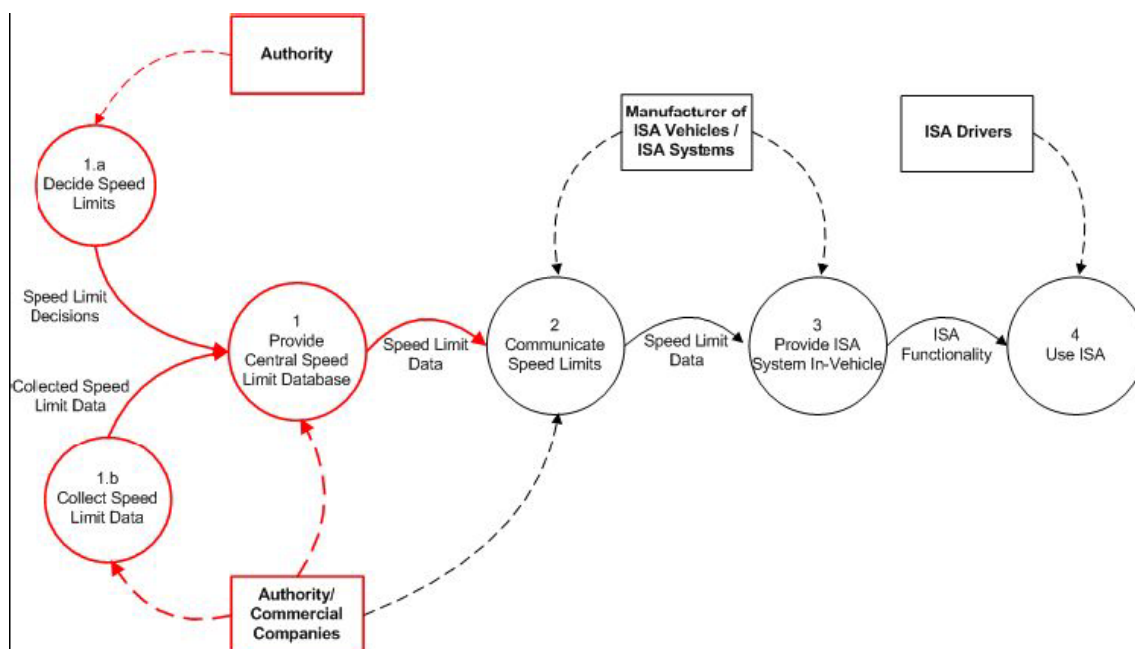 Authority
Manufacturer of
ISA Vehicles /
ISA Systems
ISA Drivers
1.a
Decide Speed
Limits
Speed Limit
Decisions
1
Provide
Central Speed
Limit Database
Speed Limit
Data
2
Communicate
Speed Limits
Speed Limit
Data
3
Provide ISA
System In-Vehicle
ISA
Functionality
4
Use ISA
Collected Speed
Limit Data
1.b
Collect Speed
Limit Data
Authority/
Commercial
Companies